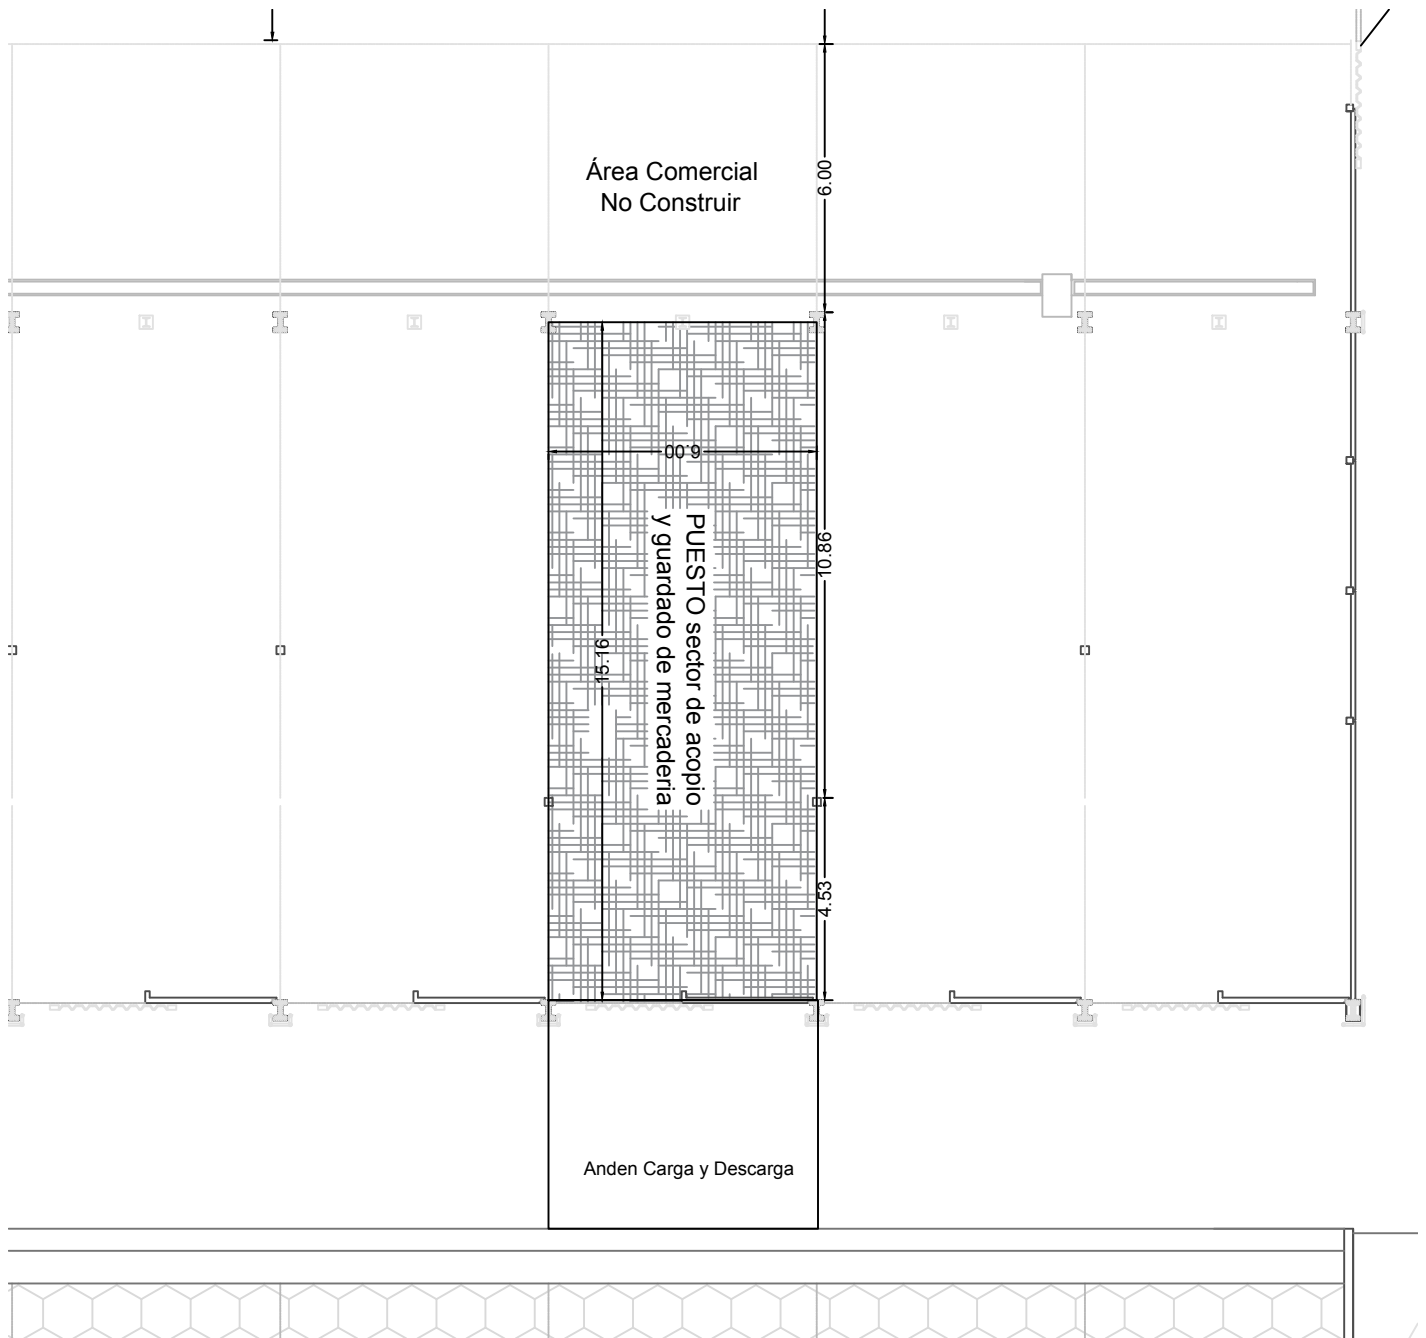 Área Comercial
No Construir
6.00
6.00
10.86
PUESTO sector de acopio
y guardado de mercaderia
15.16
4.53
Anden Carga y Descarga